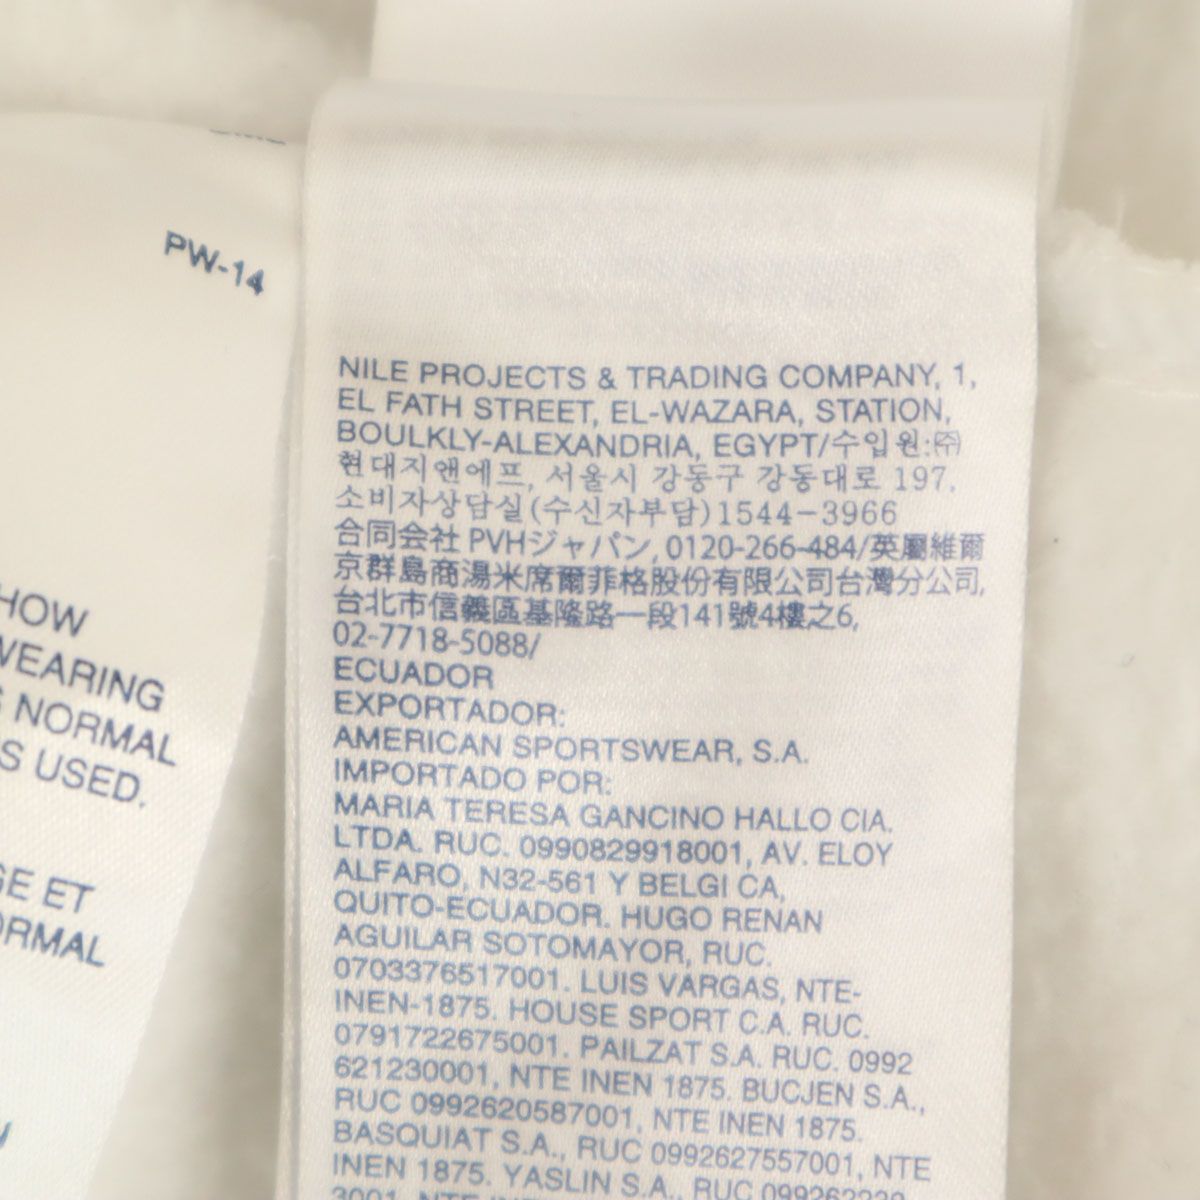 PW-14
HOW
WEARING
NORMAL
S USED.
GE ET
ORMAL
NILE PROJECTS & TRADING COMPANY, 1,
EL FATH STREET, EL-WAZARA, STATION,
BOULKLY-ALEXANDRIA, EGYPT/수입원:㈜
현대지앤에프, 서울시 강동구 강동대로 197.
소비자상담실(수신자부담)1544-3966
合同会社 PVHジャパン, 0120-266-484/英屬維爾
京群島商湯米席爾菲格股份有限公司台灣分公司,
台北市信義區基隆路一段141號4樓之6,
02-7718-5088/
ECUADOR
EXPORTADOR:
AMERICAN SPORTSWEAR, S.A.
IMPORTADO POR:
MARIA TERESA GANCINO HALLO CIA.
LTDA. RUC. 0990829918001, AV. ELOY
ALFARO, N32-561 Y BELGI CA,
QUITO-ECUADOR. HUGO RENAN
AGUILAR SOTOMAYOR, RUC.
0703376517001. LUIS VARGAS, NTE-
INEN-1875. HOUSE SPORT C.A. RUC.
0791722675001. PAILZAT S.A. RUC. 0992
621230001, NTE INEN 1875. BUCJEN S.A.,
RUC 0992620587001, NTE INEN 1875.
BASQUIAT S.A., RUC 0992627557001, NTE
INEN 1875. YASLIN S.A., RUC